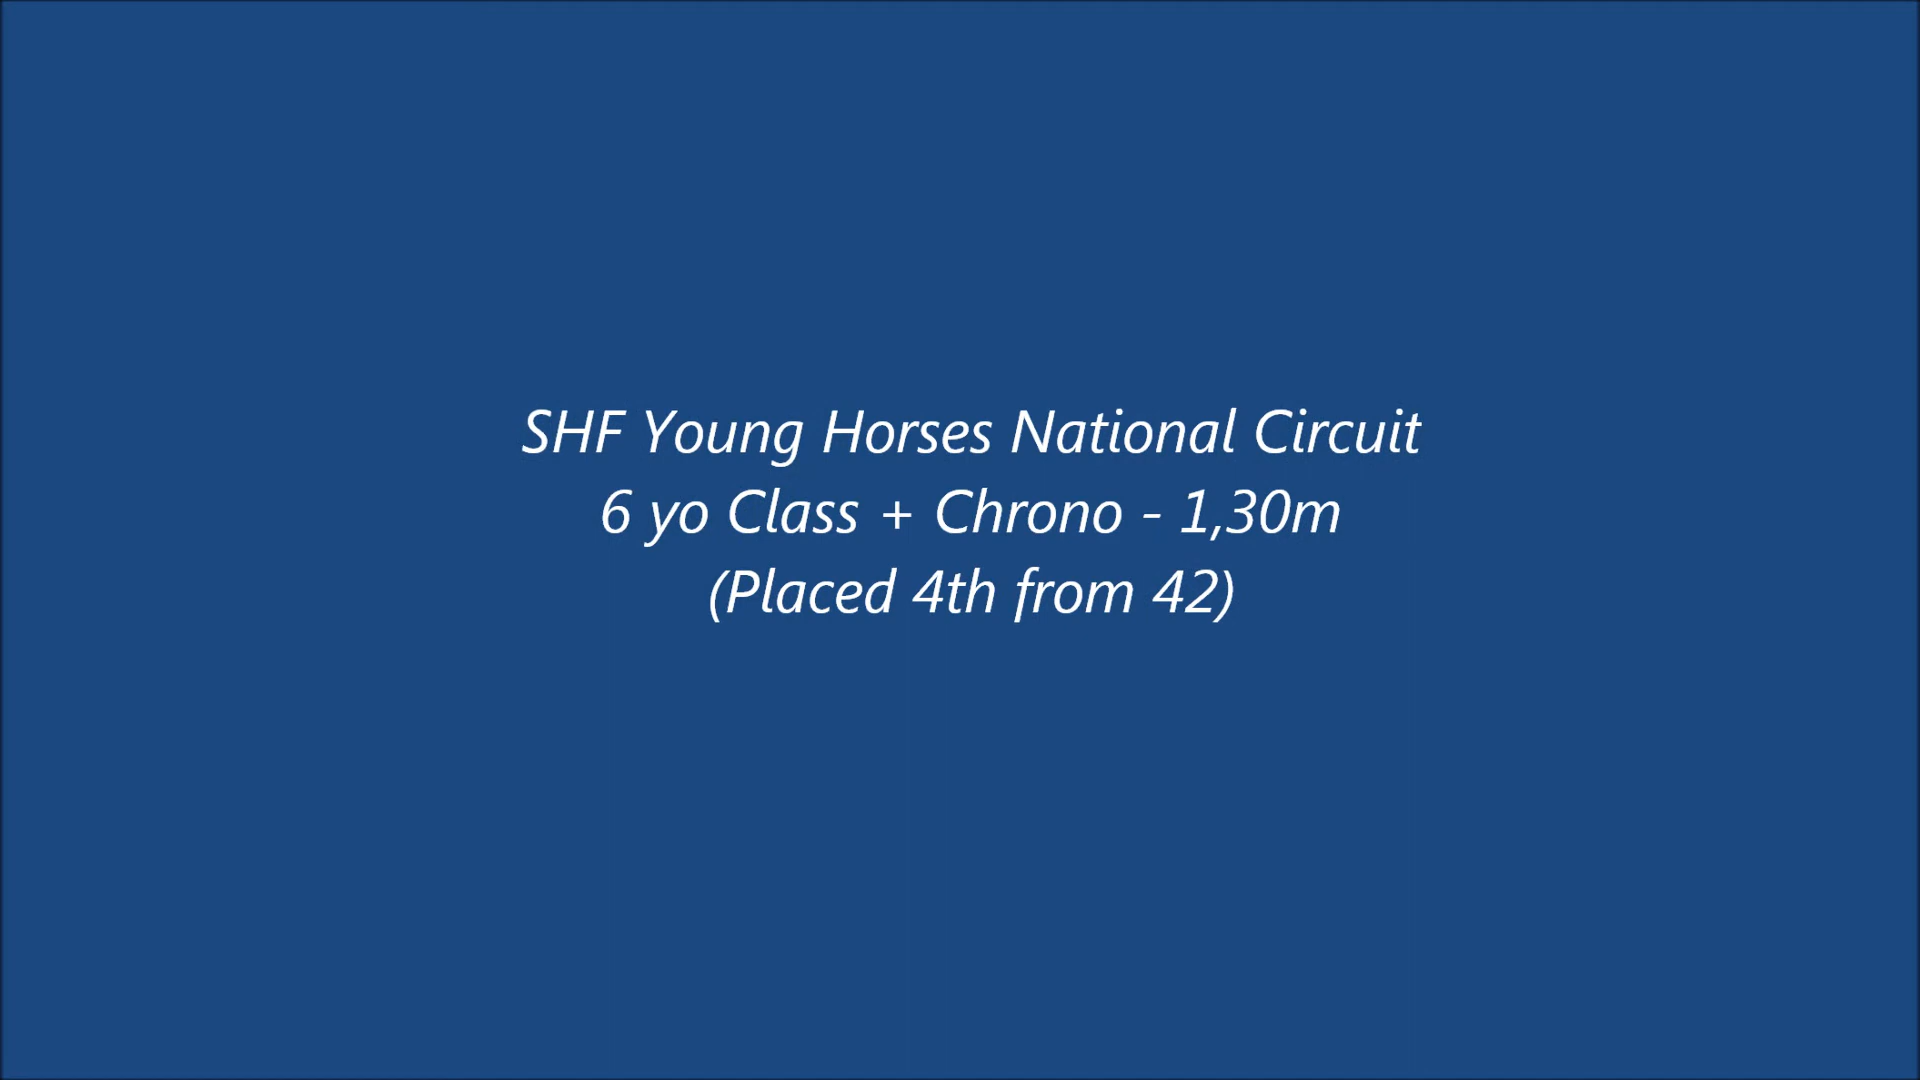 SHF Young Horses National Circuit
6 yo Class + Chrono - 1,30m
(Placed 4th from 42)